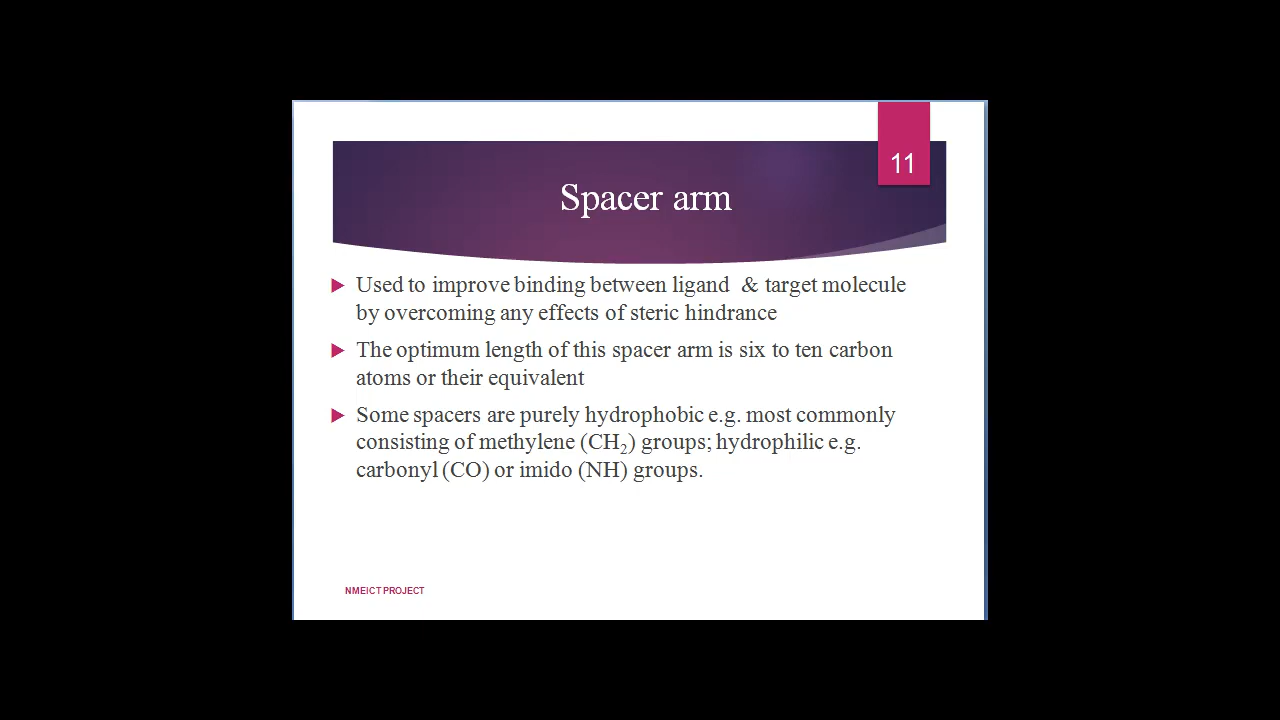 11
Spacer arm
Used to improve binding between ligand & target molecule
by overcoming any effects of steric hindrance
The optimum length of this spacer arm is six to ten carbon
atoms or their equivalent
Some spacers are purely hydrophobic e.g. most commonly
consisting of methylene (CH₂) groups; hydrophilic e.g.
carbonyl (CO) or imido (NH) groups.
NMEICT PROJECT